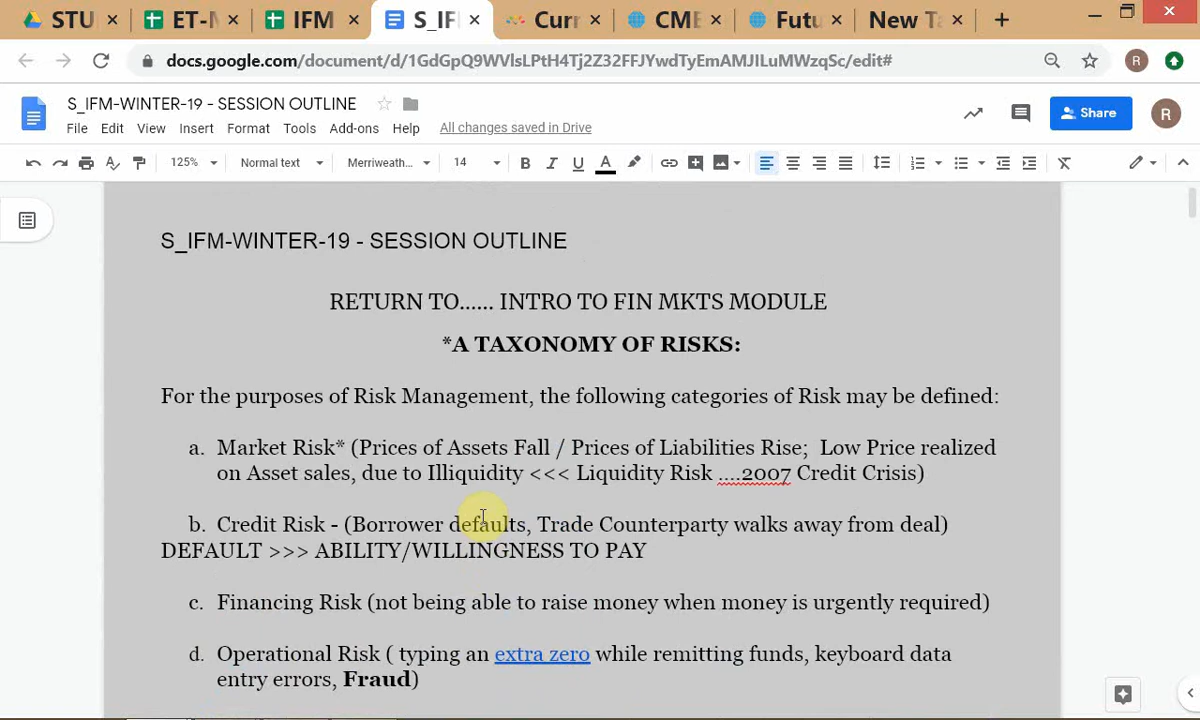 STU
ET-M
IFM
S_IF
Curr
CME
Futu
New Ta
docs.google.com/document/d/1GdGpQ9WVlsLPtH4Tj2Z32FFJYwdTyEmAMJILuMWzqSc/edit#
R
S_IFM-WINTER-19 - SESSION OUTLINE
File Edit View Insert Format Tools Add-ons Help All changes saved in Drive
Share
R
125% Normal text Merriweath... 14 B I U A
S_IFM-WINTER-19 - SESSION OUTLINE
RETURN TO...... INTRO TO FIN MKTS MODULE
*A TAXONOMY OF RISKS:
For the purposes of Risk Management, the following categories of Risk may be defined:
a. Market Risk* (Prices of Assets Fall / Prices of Liabilities Rise; Low Price realized
on Asset sales, due to Illiquidity <<< Liquidity Risk ....2007 Credit Crisis)
b. Credit Risk - (Borrower defaults, Trade Counterparty walks away from deal)
DEFAULT >>> ABILITY/WILLINGNESS TO PAY
c. Financing Risk (not being able to raise money when money is urgently required)
d. Operational Risk ( typing an extra zero while remitting funds, keyboard data
entry errors, Fraud)